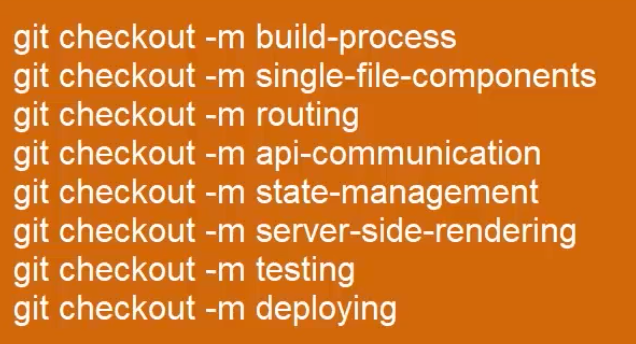 git checkout -m build-process
git checkout -m single-file-components
git checkout -m routing
git checkout -m api-communication
git checkout -m state-management
git checkout -m server-side-rendering
git checkout -m testing
git checkout -m deploying